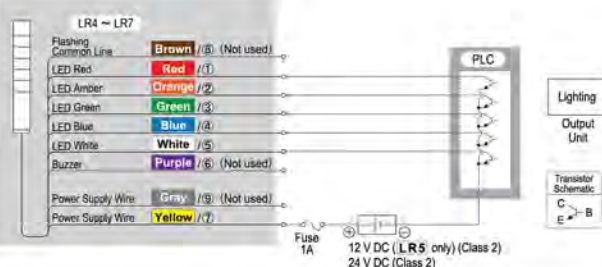 LR4 ~ LR7
Flashing
Common Line Brown /⑧ (Not used)
LED Red Red /① 
LED Amber Orange /②
LED Green Green /③
LED Blue Blue /④
LED White White /⑤
Buzzer Purple /⑥ (Not used)
Power Supply Wire Gray /⑨ (Not used)
Power Supply Wire Yellow /⑦
Fuse
1A
⊕ ⊖
12 V DC (LR5 only) (Class 2)
24 V DC (Class 2)
PLC
Lighting
Output
Unit
Transistor
Schematic
C
B
E